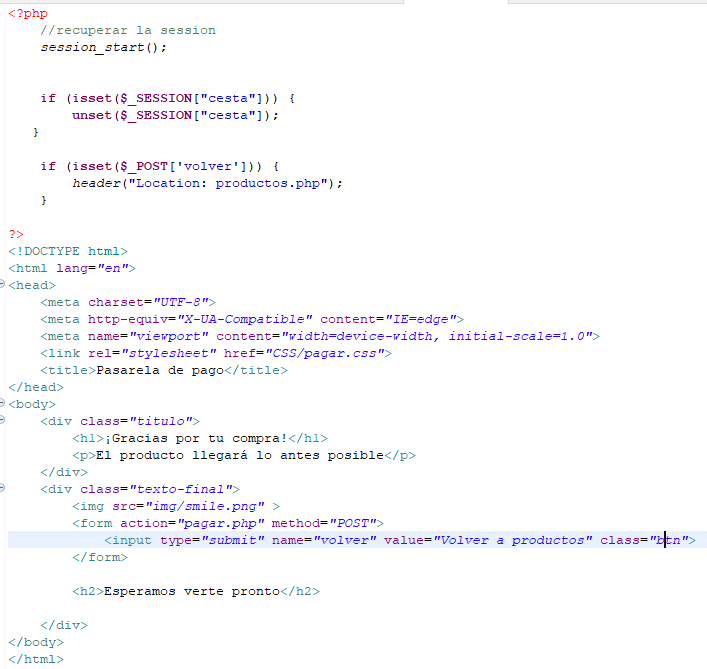 <?php
//recuperar la session
session_start();
if (isset($_SESSION["cesta"])) {
unset($_SESSION["cesta"]);
}
if (isset($_POST['volver'])) {
header("Location: productos.php");
}
?>
<!DOCTYPE html>
<html lang="en">
<head>
<meta charset="UTF-8">
<meta http-equiv="X-UA-Compatible" content="IE=edge">
<meta name="viewport" content="width=device-width, initial-scale=1.0">
<link rel="stylesheet" href="CSS/pagar.css">
<title>Pasarela de pago</title>
</head>
<body>
<div class="titulo">
<h1>¡Gracias por tu compra!</h1>
<p>El producto llegará lo antes posible</p>
</div>
<div class="texto-final">
<img src="img/smile.png" >
<form action="pagar.php" method="POST">
<input type="submit" name="volver" value="Volver a productos" class="btn">
</form>
<h2>Esperamos verte pronto</h2>
</div>
</body>
</html>